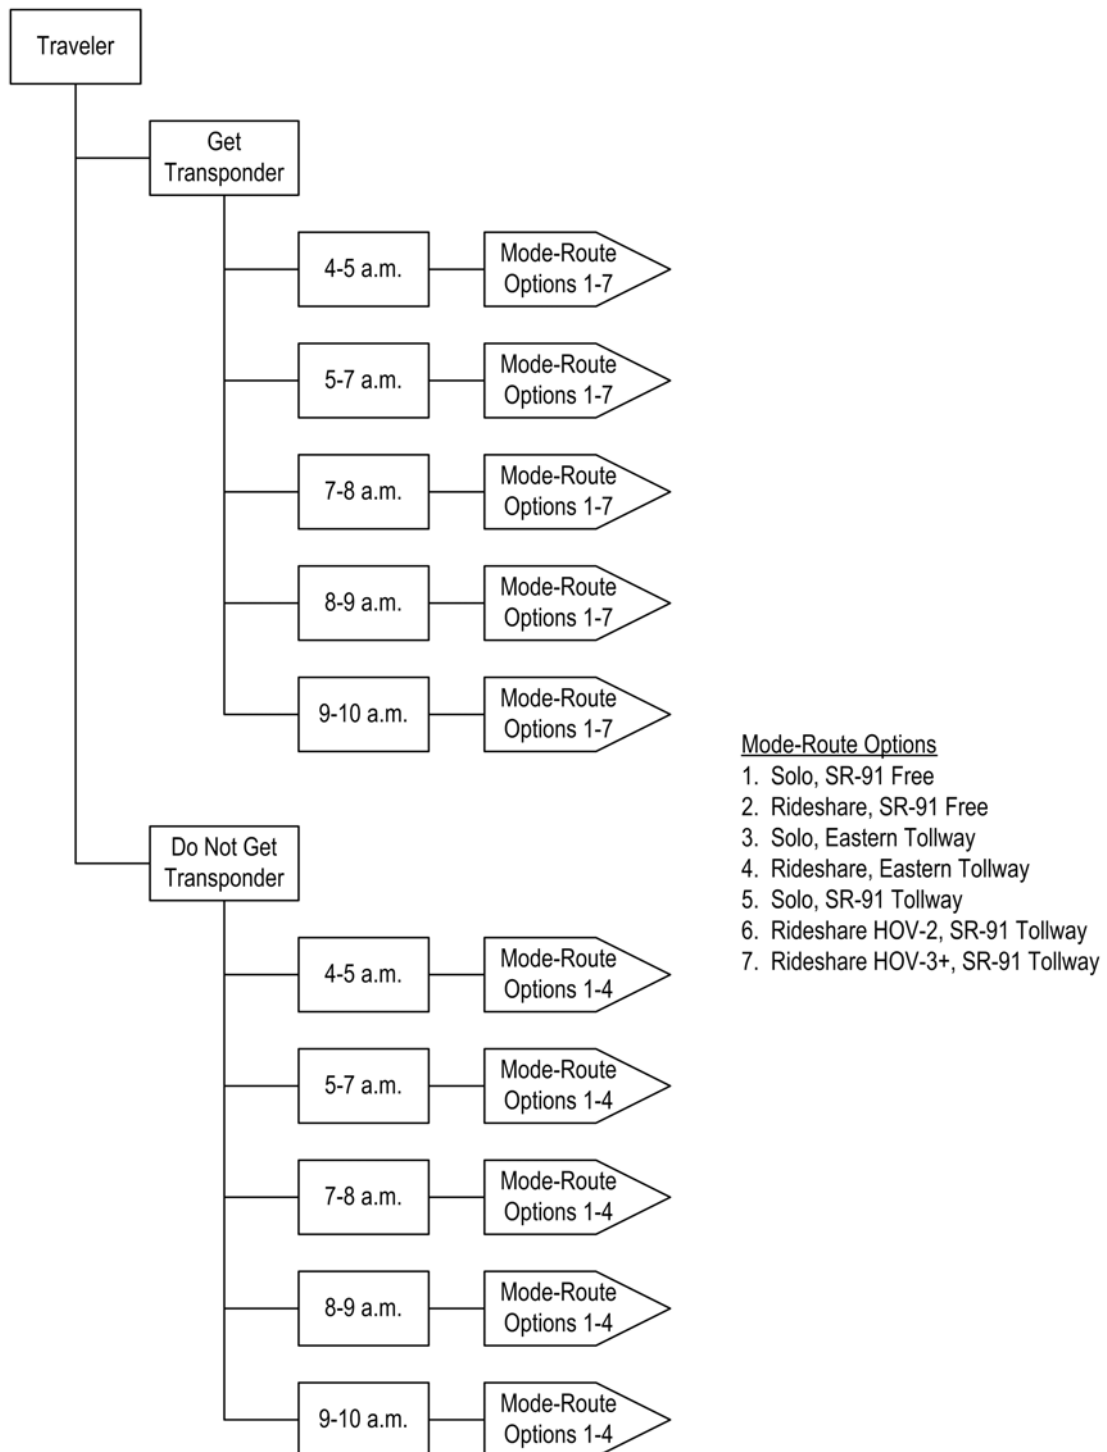 Traveler
Get
Transponder
4-5 a.m.
Mode-Route
Options 1-7
5-7 a.m.
Mode-Route
Options 1-7
7-8 a.m.
Mode-Route
Options 1-7
8-9 a.m.
Mode-Route
Options 1-7
9-10 a.m.
Mode-Route
Options 1-7
Mode-Route Options
1. Solo, SR-91 Free
2. Rideshare, SR-91 Free
3. Solo, Eastern Tollway
4. Rideshare, Eastern Tollway
5. Solo, SR-91 Tollway
6. Rideshare HOV-2, SR-91 Tollway
7. Rideshare HOV-3+, SR-91 Tollway
Do Not Get
Transponder
4-5 a.m.
Mode-Route
Options 1-4
5-7 a.m.
Mode-Route
Options 1-4
7-8 a.m.
Mode-Route
Options 1-4
8-9 a.m.
Mode-Route
Options 1-4
9-10 a.m.
Mode-Route
Options 1-4